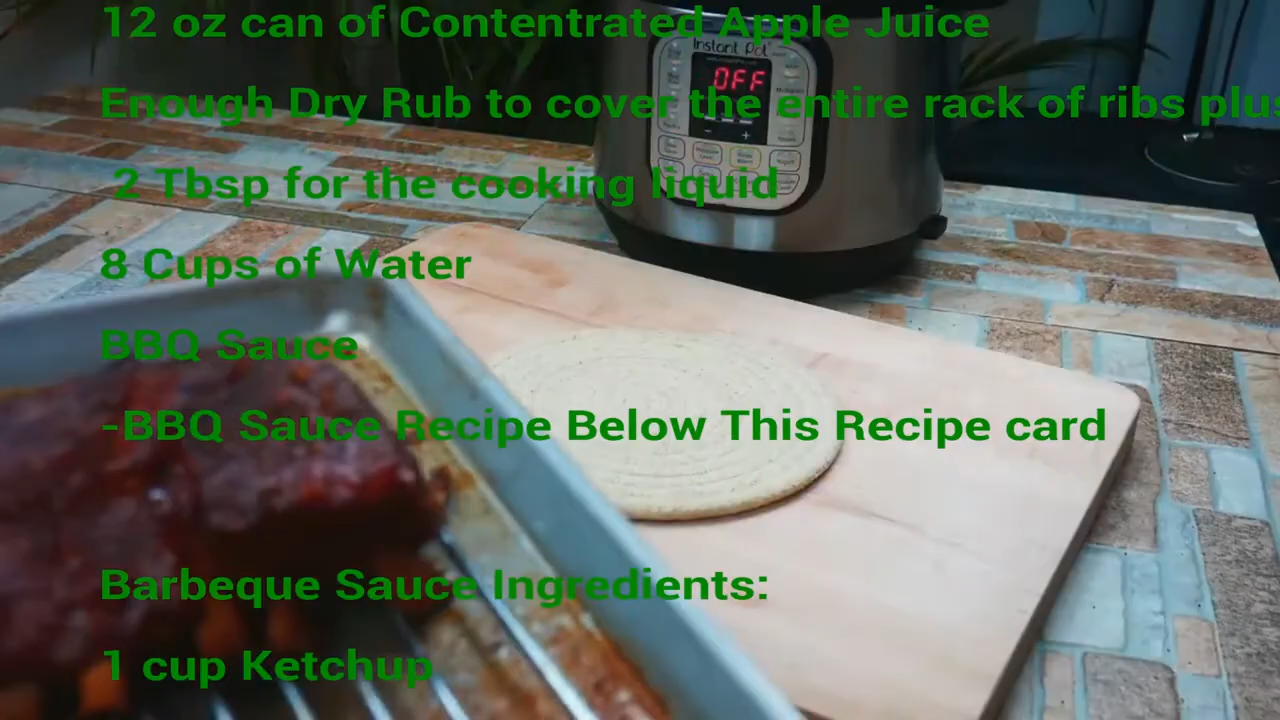 12 oz can of Contentrated Apple Juice
Instant Pot
OFF
Enough Dry Rub to cover the entire rack of ribs plus
2 Tbsp for the cooking liquid
8 Cups of Water
BBQ Sauce
-BBQ Sauce Recipe Below This Recipe card
Barbeque Sauce Ingredients:
1 cup Ketchup